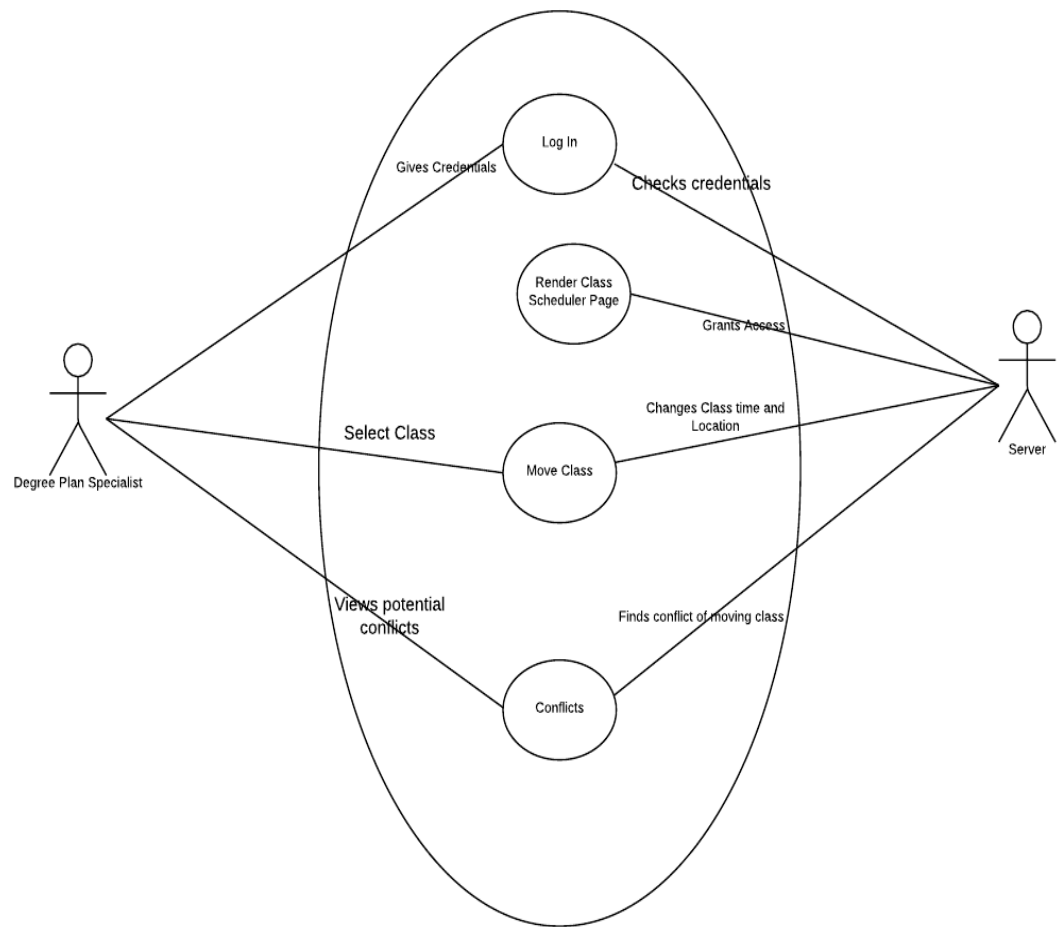 Log In
Gives Credentials
Checks credentials
Render Class
Scheduler Page
Grants Access
Changes Class time and
Location
Select Class
Server
Move Class
Degree Plan Specialist
Views potential
conflicts
Finds conflict of moving class
Conflicts